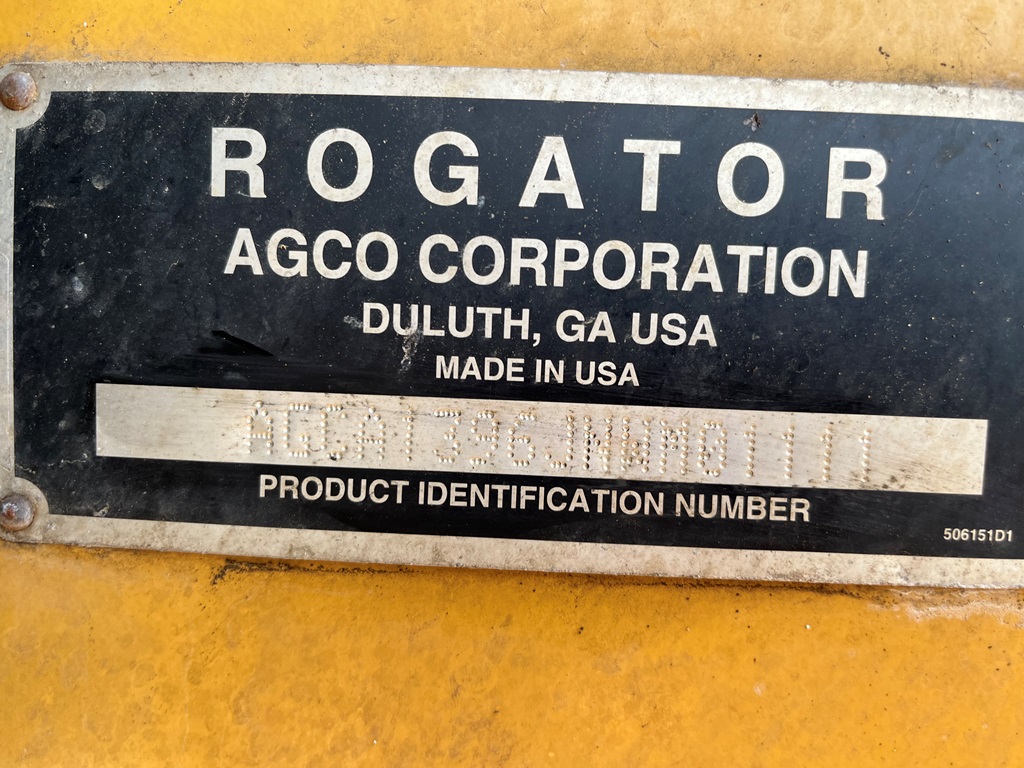 ROGATOR
AGCO CORPORATION
DULUTH, GA USA
MADE IN USA
AGCA1396JNWM01111
PRODUCT IDENTIFICATION NUMBER
506151D1